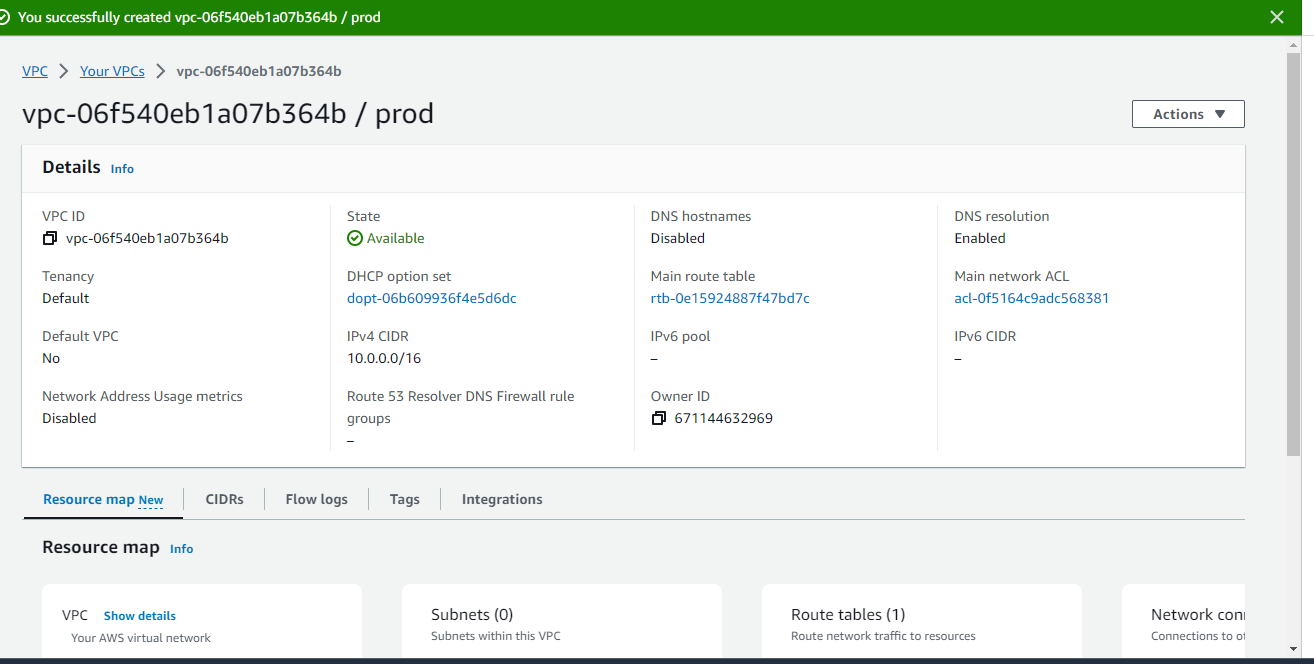 You successfully created vpc-06f540eb1a07b364b / prod
VPC > Your VPCs > vpc-06f540eb1a07b364b
vpc-06f540eb1a07b364b / prod
Actions
Details Info
VPC ID
vpc-06f540eb1a07b364b
State
Available
DNS hostnames
Disabled
DNS resolution
Enabled
Tenancy
Default
DHCP option set
dopt-06b609936f4e5d6dc
Main route table
rtb-0e15924887f47bd7c
Main network ACL
acl-0f5164c9adc568381
Default VPC
No
IPv4 CIDR
10.0.0.0/16
IPv6 pool
–
IPv6 CIDR
–
Network Address Usage metrics
Disabled
Route 53 Resolver DNS Firewall rule
groups
–
Owner ID
671144632969
Resource map New CIDRs Flow logs Tags Integrations
Resource map Info
VPC Show details
Your AWS virtual network
Subnets (0)
Subnets within this VPC
Route tables (1)
Route network traffic to resources
Network
Connections to